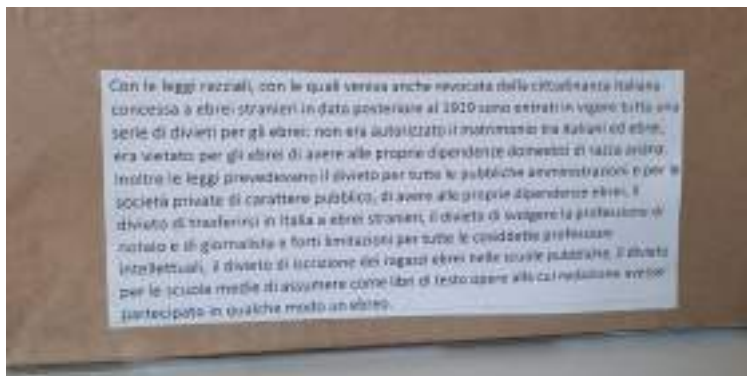 Con le leggi razziali, con le quali veniva anche revocata della cittadinanza italiana
concessa a ebrei stranieri in data posteriore al 1919 sono entrati in vigore tutta una
serie di divieti per gli ebrei: non era autorizzato il matrimonio tra italiani ed ebrei,
era vietato per gli ebrei di avere alle proprie dipendenze domestici di razza ariana.
Inoltre le leggi prevedevano il divieto per tutte le pubbliche amministrazioni e per le
società private di carattere pubblico, di avere alle proprie dipendenze ebrei, il
divieto di trasferirsi in Italia a ebrei stranieri, il divieto di svolgere la professione di
notaio e di giornalista e forti limitazioni per tutte le cosiddette professioni
intellettuali, il divieto di iscrizione dei ragazzi ebrei nelle scuole pubbliche, il divieto
per le scuole medie di assumere come libri di testo opere alla cui redazione avesse
partecipato in qualche modo un ebreo.